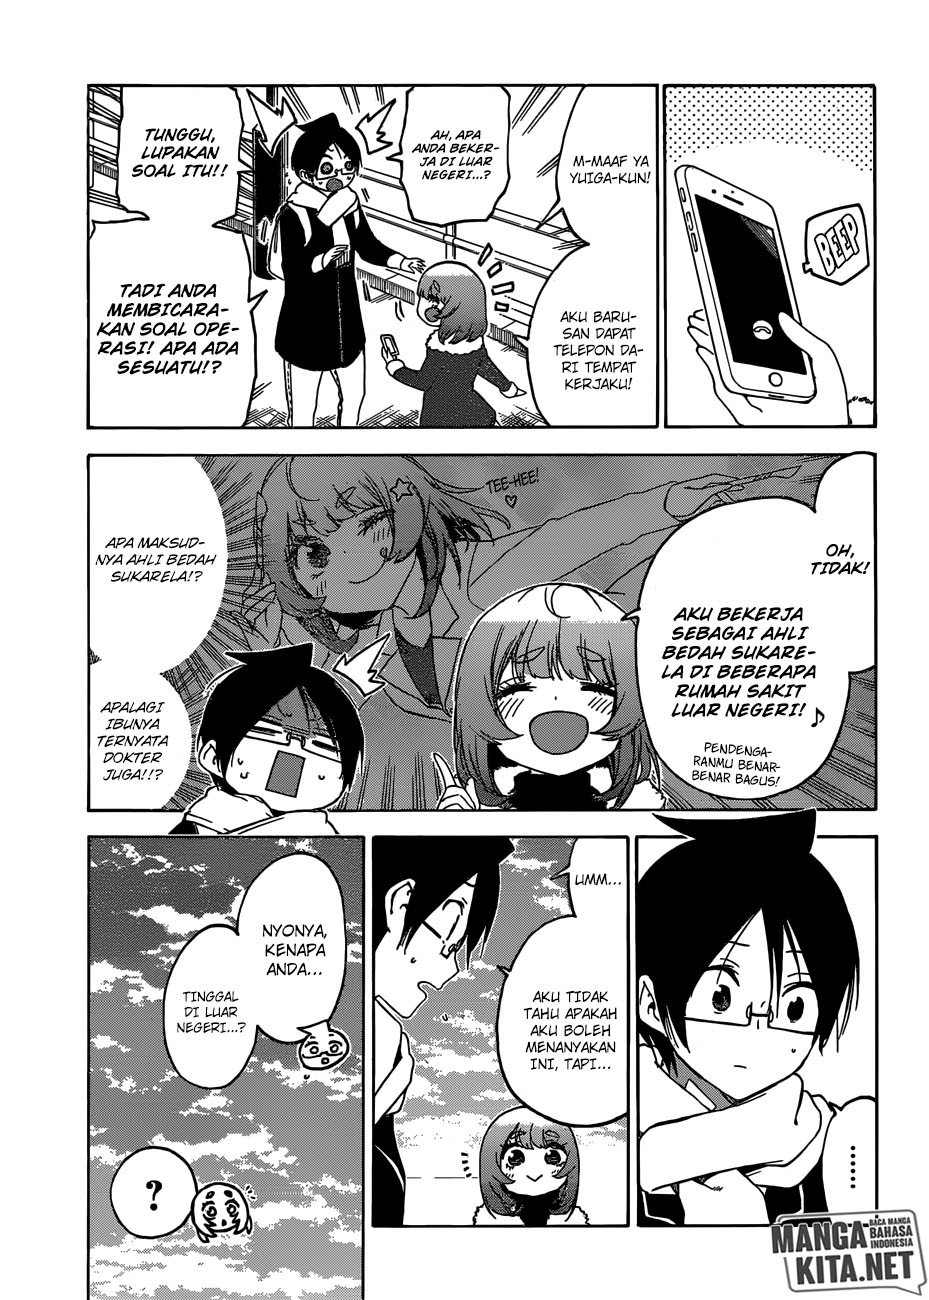 BEEP
M-MAAF YA
YUIGA-KUN!
AKU BARU-
SAN DAPAT
TELEPON DA-
RI TEMPAT
KERJAKU!
AH, APA
ANDA BEKER-
JA DI LUAR
NEGERI...?
TUNGGU,
LUPAKAN
SOAL ITU!!
TADI ANDA
MEMBICARA-
KAN SOAL OPE-
RASI! APA ADA
SESUATU!?
OH,
TIDAK!
AKU BEKERJA
SEBAGAI AHLI
BEDAH SUKARE-
LA DI BEBERAPA
RUMAH SAKIT
LUAR NEGERI! ♪
PENDENGA-
RANMU BENAR-
BENAR BAGUS!
TEE-HEE!
♡
APA MAKSUD-
NYA AHLI BEDAH
SUKARELA!?
APALAGI
IBUNYA
TERNYATA
DOKTER
JUGA!!?
......
UMM...
AKU TIDAK
TAHU APAKAH
AKU BOLEH
MENANYAKAN
INI, TAPI...
NYONYA,
KENAPA
ANDA...
TINGGAL
DI LUAR
NEGERI...?
?
MANGA
BACA MANGA
BAHASA
INDONESIA
KITA.NET